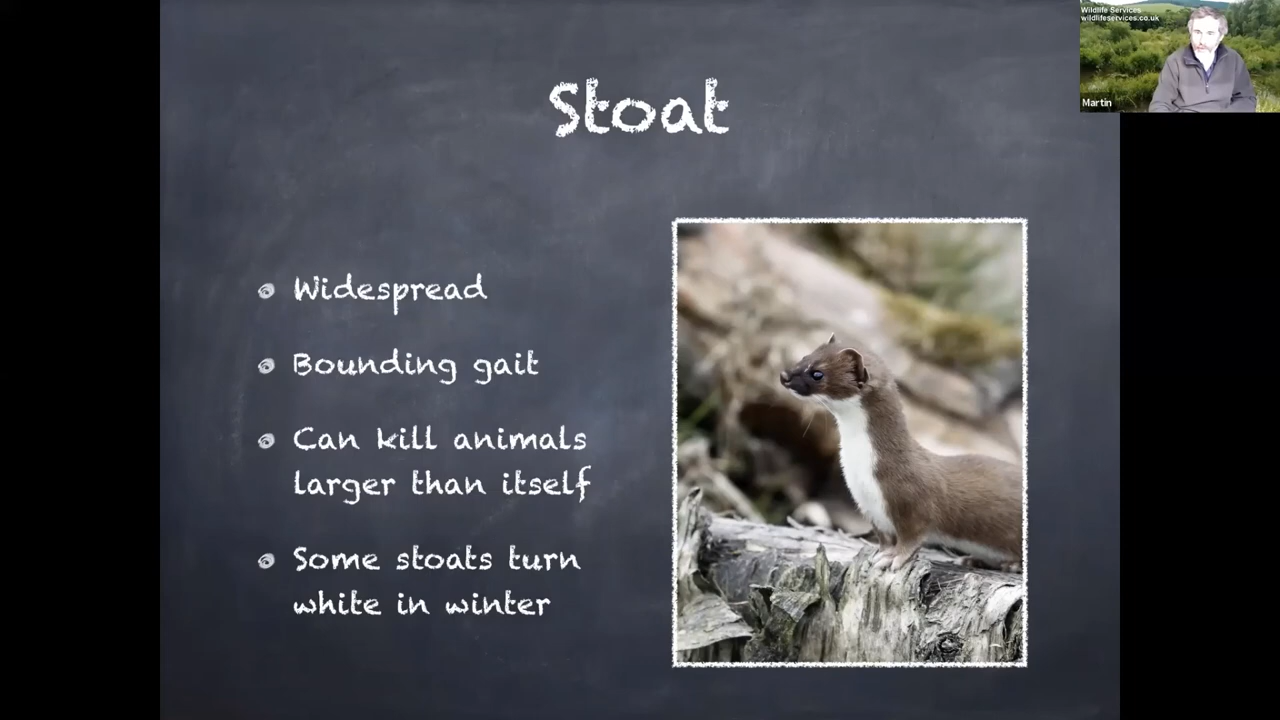 Stoat
Widespread
Bounding gait
Can kill animals
larger than itself
Some stoats turn
white in winter
Wildlife Services
wildlifeservices.co.uk
Martin